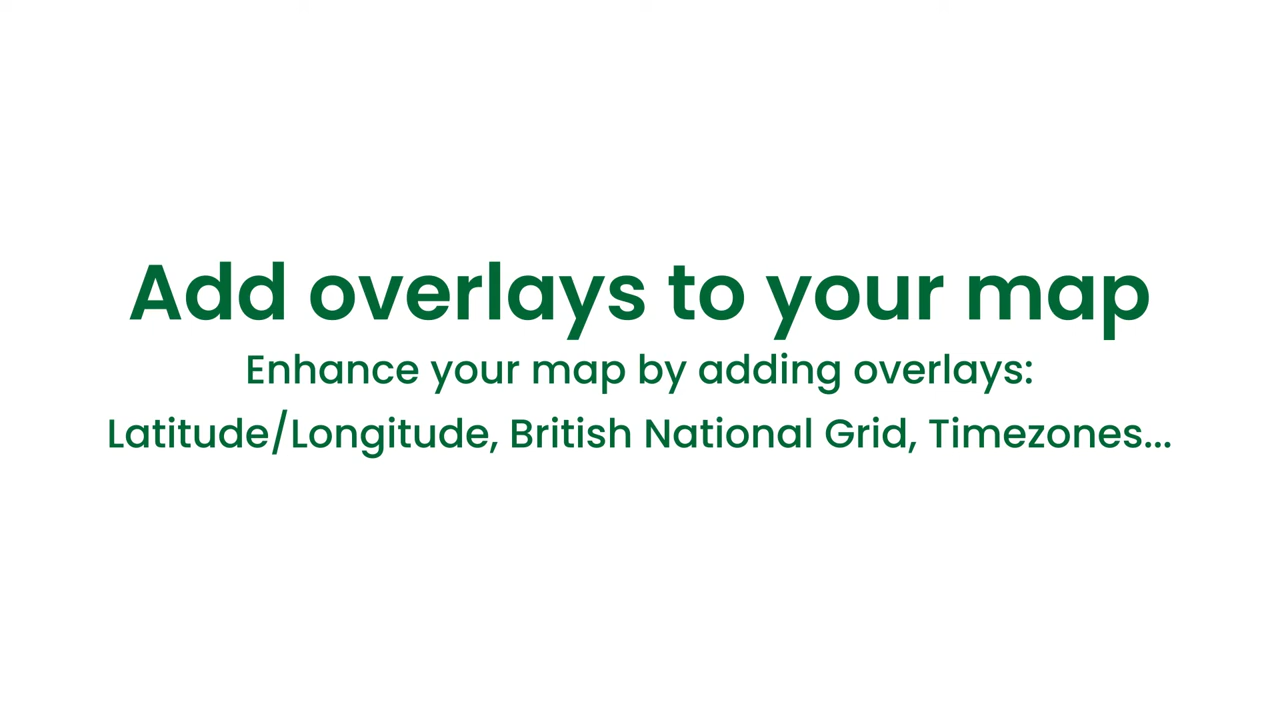 Add overlays to your map
Enhance your map by adding overlays:
Latitude/Longitude, British National Grid, Timezones...